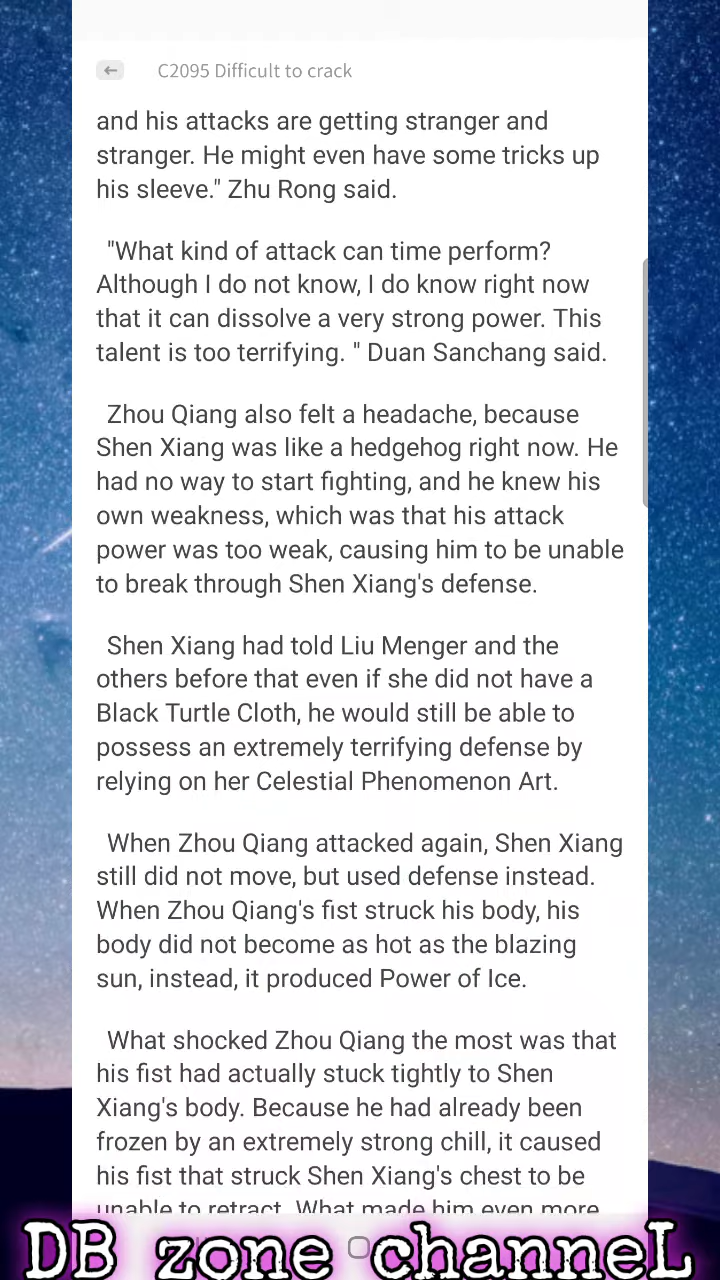 C2095 Difficult to crack
and his attacks are getting stranger and
stranger. He might even have some tricks up
his sleeve." Zhu Rong said.
"What kind of attack can time perform?
Although I do not know, I do know right now
that it can dissolve a very strong power. This
talent is too terrifying. " Duan Sanchang said.
Zhou Qiang also felt a headache, because
Shen Xiang was like a hedgehog right now. He
had no way to start fighting, and he knew his
own weakness, which was that his attack
power was too weak, causing him to be unable
to break through Shen Xiang's defense.
Shen Xiang had told Liu Menger and the
others before that even if she did not have a
Black Turtle Cloth, he would still be able to
possess an extremely terrifying defense by
relying on her Celestial Phenomenon Art.
When Zhou Qiang attacked again, Shen Xiang
still did not move, but used defense instead.
When Zhou Qiang's fist struck his body, his
body did not become as hot as the blazing
sun, instead, it produced Power of Ice.
What shocked Zhou Qiang the most was that
his fist had actually stuck tightly to Shen
Xiang's body. Because he had already been
frozen by an extremely strong chill, it caused
his fist that struck Shen Xiang's chest to be
unable to retract. What made him even more
DB zone channeL